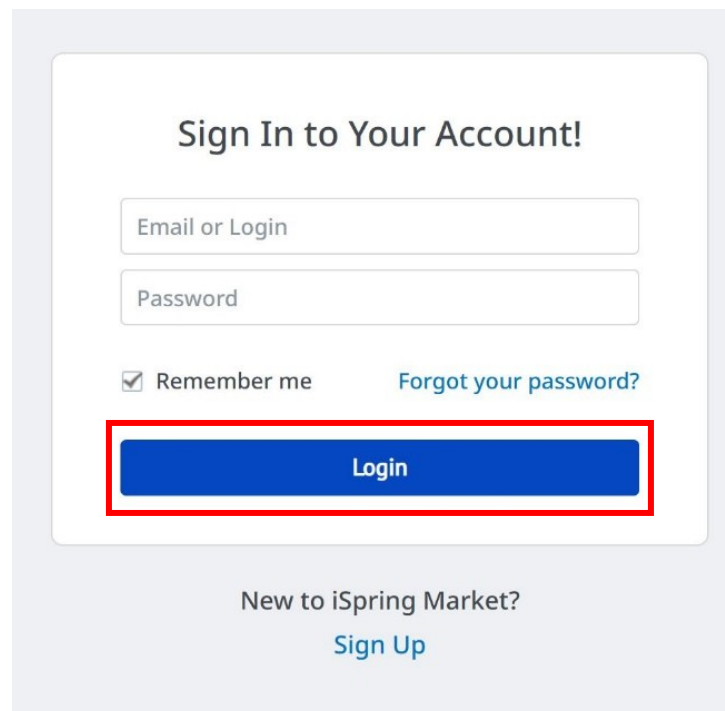 Sign In to Your Account!
Email or Login
Password
Remember me Forgot your password?
Login
New to iSpring Market?
Sign Up